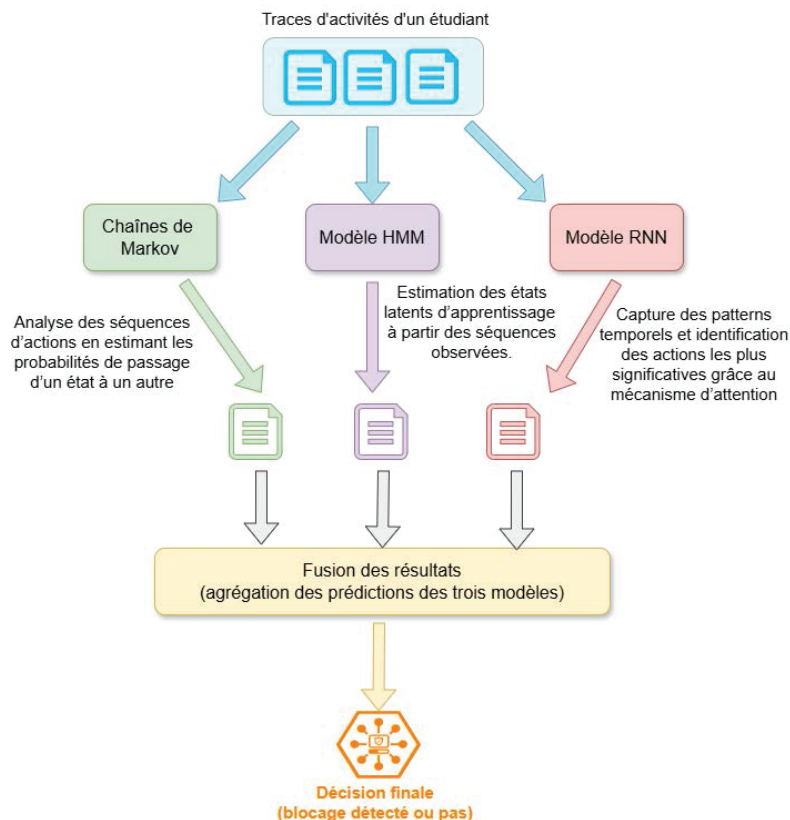 Traces d'activités d'un étudiant
Chaînes de
Markov
Modèle HMM
Modèle RNN
Analyse des séquences
d'actions en estimant les
probabilités de passage
d'un état à un autre
Estimation des états
latents d'apprentissage
à partir des séquences
observées.
Capture des patterns
temporels et identification
des actions les plus
significatives grâce au
mécanisme d'attention
Fusion des résultats
(agrégation des prédictions des trois modèles)
Décision finale
(blocage détecté ou pas)